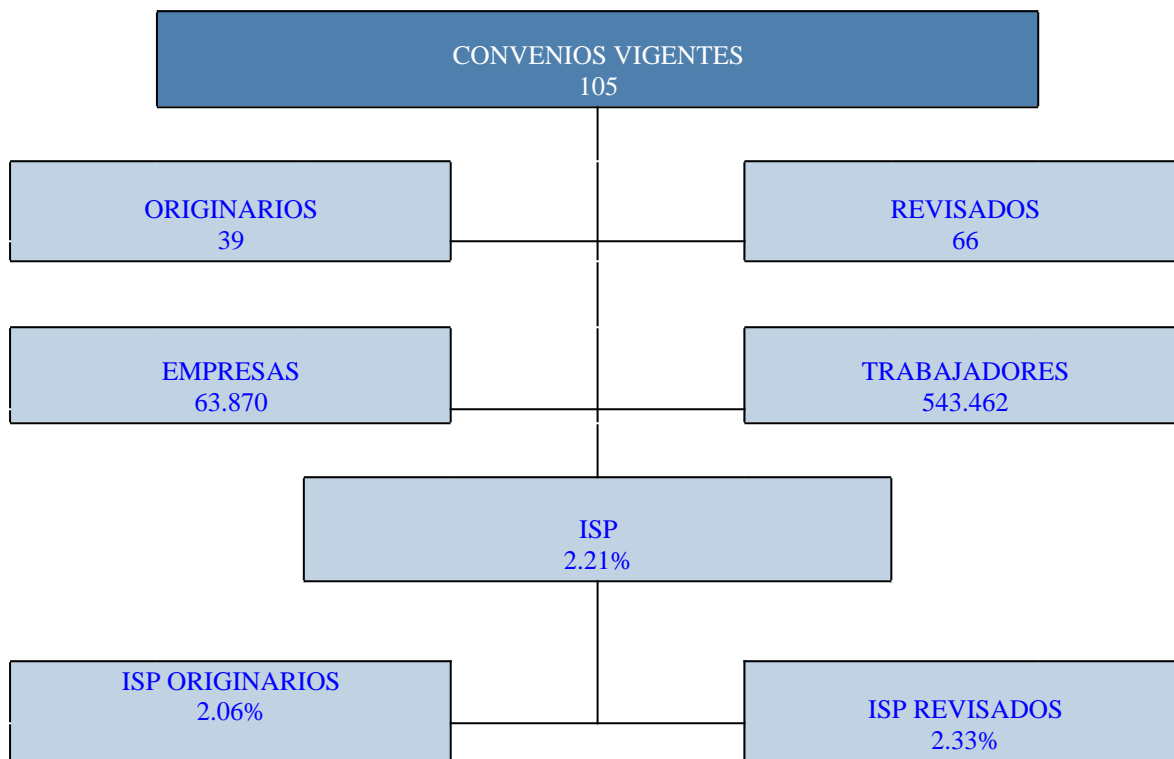 CONVENIOS VIGENTES
105
ORIGINARIOS
39
REVISADOS
66
EMPRESAS
63.870
TRABAJADORES
543.462
ISP
2.21%
ISP ORIGINARIOS
2.06%
ISP REVISADOS
2.33%